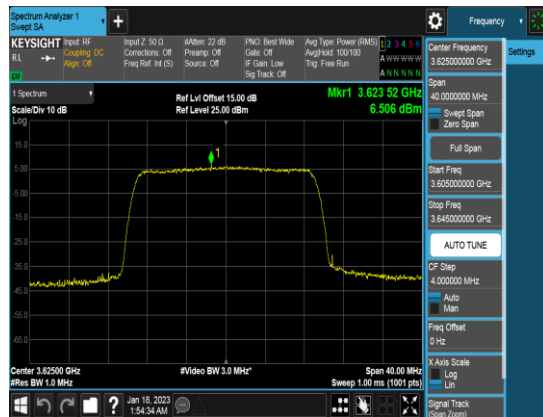 Spectrum Analyzer 1
Swept SA
Frequency
KEYSIGHT
RL
Input: RF
Coupling: DC
Align: Off
Input Z: 50 Ω
Corrections: Off
Freq Ref: Int (S)
#Atten: 22 dB
Preamp: Off
Source: Off
PNO: Best Wide
Gate: Off
IF Gain: Low
Sig Track: Off
Avg Type: Power (RMS)
Avg|Hold: 100/100
Trig: Free Run
1 2 3 4 5 6
A W W W W W
A N N N N N
1 Spectrum
Scale/Div 10 dB
Log
Ref Lvl Offset 15.00 dB
Ref Level 25.00 dBm
Mkr1 3.623 52 GHz
6.506 dBm
15.0
5.00
-5.00
-15.0
-25.0
-35.0
-45.0
-55.0
-65.0
1
Center 3.62500 GHz
#Res BW 1.0 MHz
#Video BW 3.0 MHz*
Span 40.00 MHz
Sweep 1.00 ms (1001 pts)
Jan 18, 2023
1:54:34 AM
Center Frequency
3.625000000 GHz
Settings
Span
40.0000000 MHz
Swept Span
Zero Span
Full Span
Start Freq
3.605000000 GHz
Stop Freq
3.645000000 GHz
AUTO TUNE
CF Step
4.000000 MHz
Auto
Man
Freq Offset
0 Hz
X Axis Scale
Log
Lin
Signal Track
(Span Zoom)